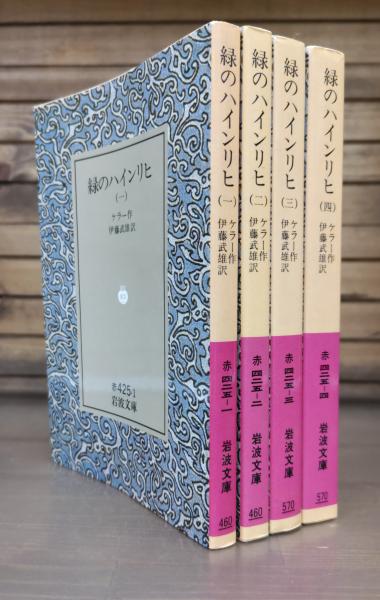 緑のハインリヒ
(一)
ケラー作
伊藤武雄訳
赤425-1
岩波文庫
緑のハインリヒ(一)
ケラー作
伊藤武雄訳
赤四二五-一
岩波文庫
460
緑のハインリヒ(二)
ケラー作
伊藤武雄訳
赤四二五-二
岩波文庫
460
緑のハインリヒ(三)
ケラー作
伊藤武雄訳
赤四二五-三
岩波文庫
570
緑のハインリヒ(四)
ケラー作
伊藤武雄訳
赤四二五-四
岩波文庫
570